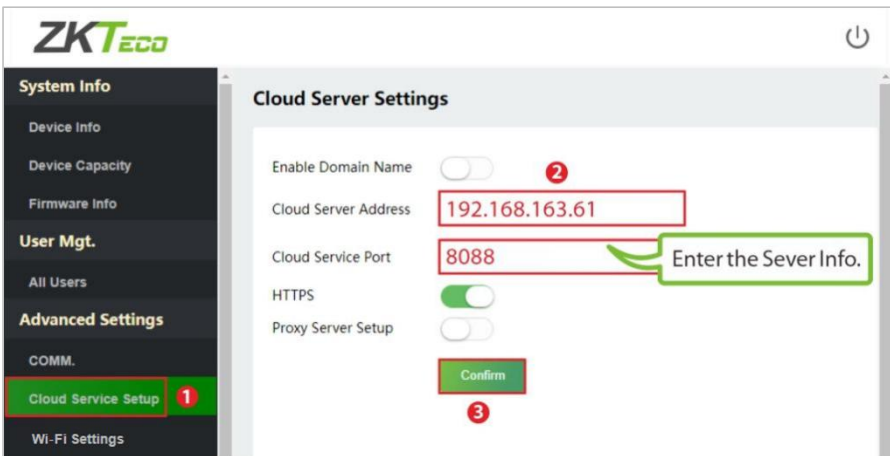 ZKTeco
System Info
Device Info
Device Capacity
Firmware Info
User Mgt.
All Users
Advanced Settings
COMM.
Cloud Service Setup 1
Wi-Fi Settings
Cloud Server Settings
Enable Domain Name
2
Cloud Server Address 192.168.163.61
Cloud Service Port 8088
Enter the Sever Info.
HTTPS
Proxy Server Setup
Confirm
3